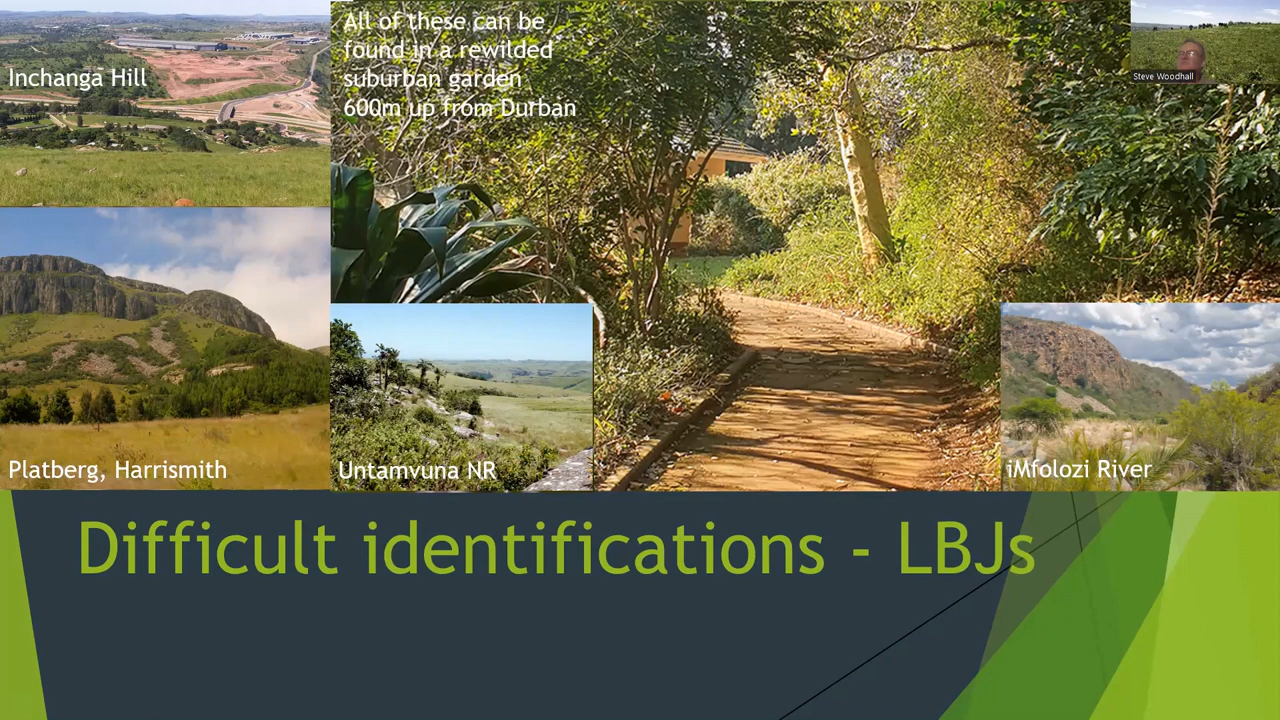 Inchanga Hill
All of these can be
found in a rewilded
suburban garden
600m up from Durban
Steve Woodhall
Platberg, Harrismith
Untamvuna NR
iMfolozi River
Difficult identifications - LBJs